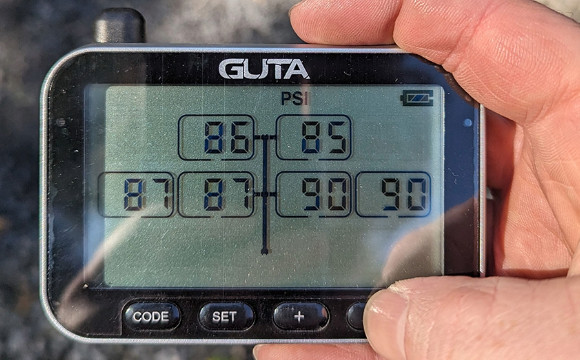 GUTA
PSI
86 85
87 87 90 90
CODE SET +